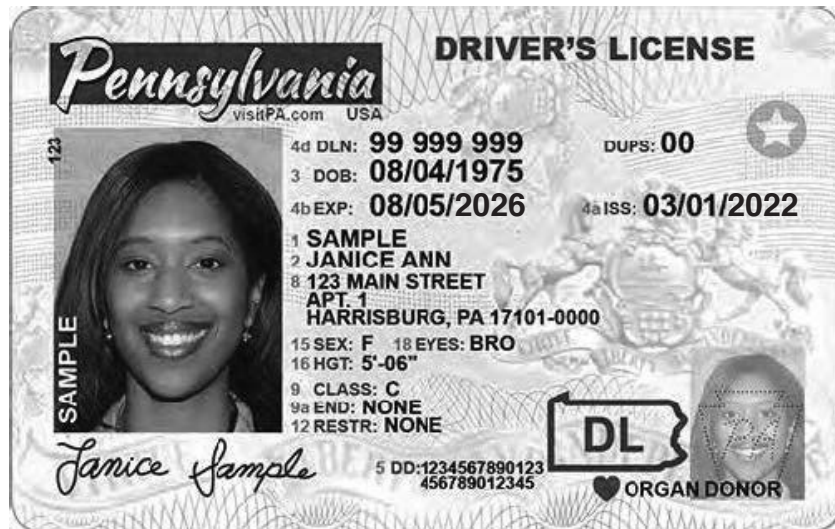 DRIVER'S LICENSE
Pennsylvania
visitPA.com USA
123
4d DLN: 99 999 999 DUPS: 00
3 DOB: 08/04/1975
4b EXP: 08/05/2026 4a ISS: 03/01/2022
1 SAMPLE
2 JANICE ANN
8 123 MAIN STREET
APT. 1
HARRISBURG, PA 17101-0000
15 SEX: F 18 EYES: BRO
16 HGT: 5'-06"
9 CLASS: C
9a END: NONE
12 RESTR: NONE
SAMPLE
DL
Janice Sample
5 DD: 1234567890123
456789012345
ORGAN DONOR